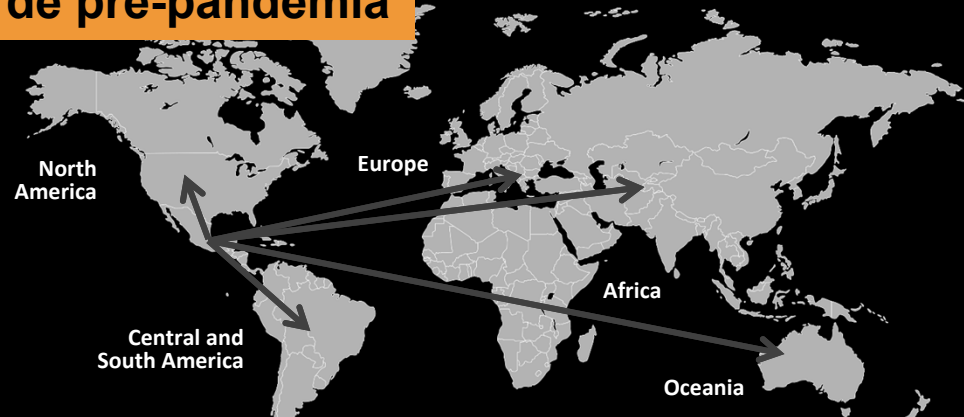 de pre-pandemia
North
America
Europe
Africa
Central and
South America
Oceania